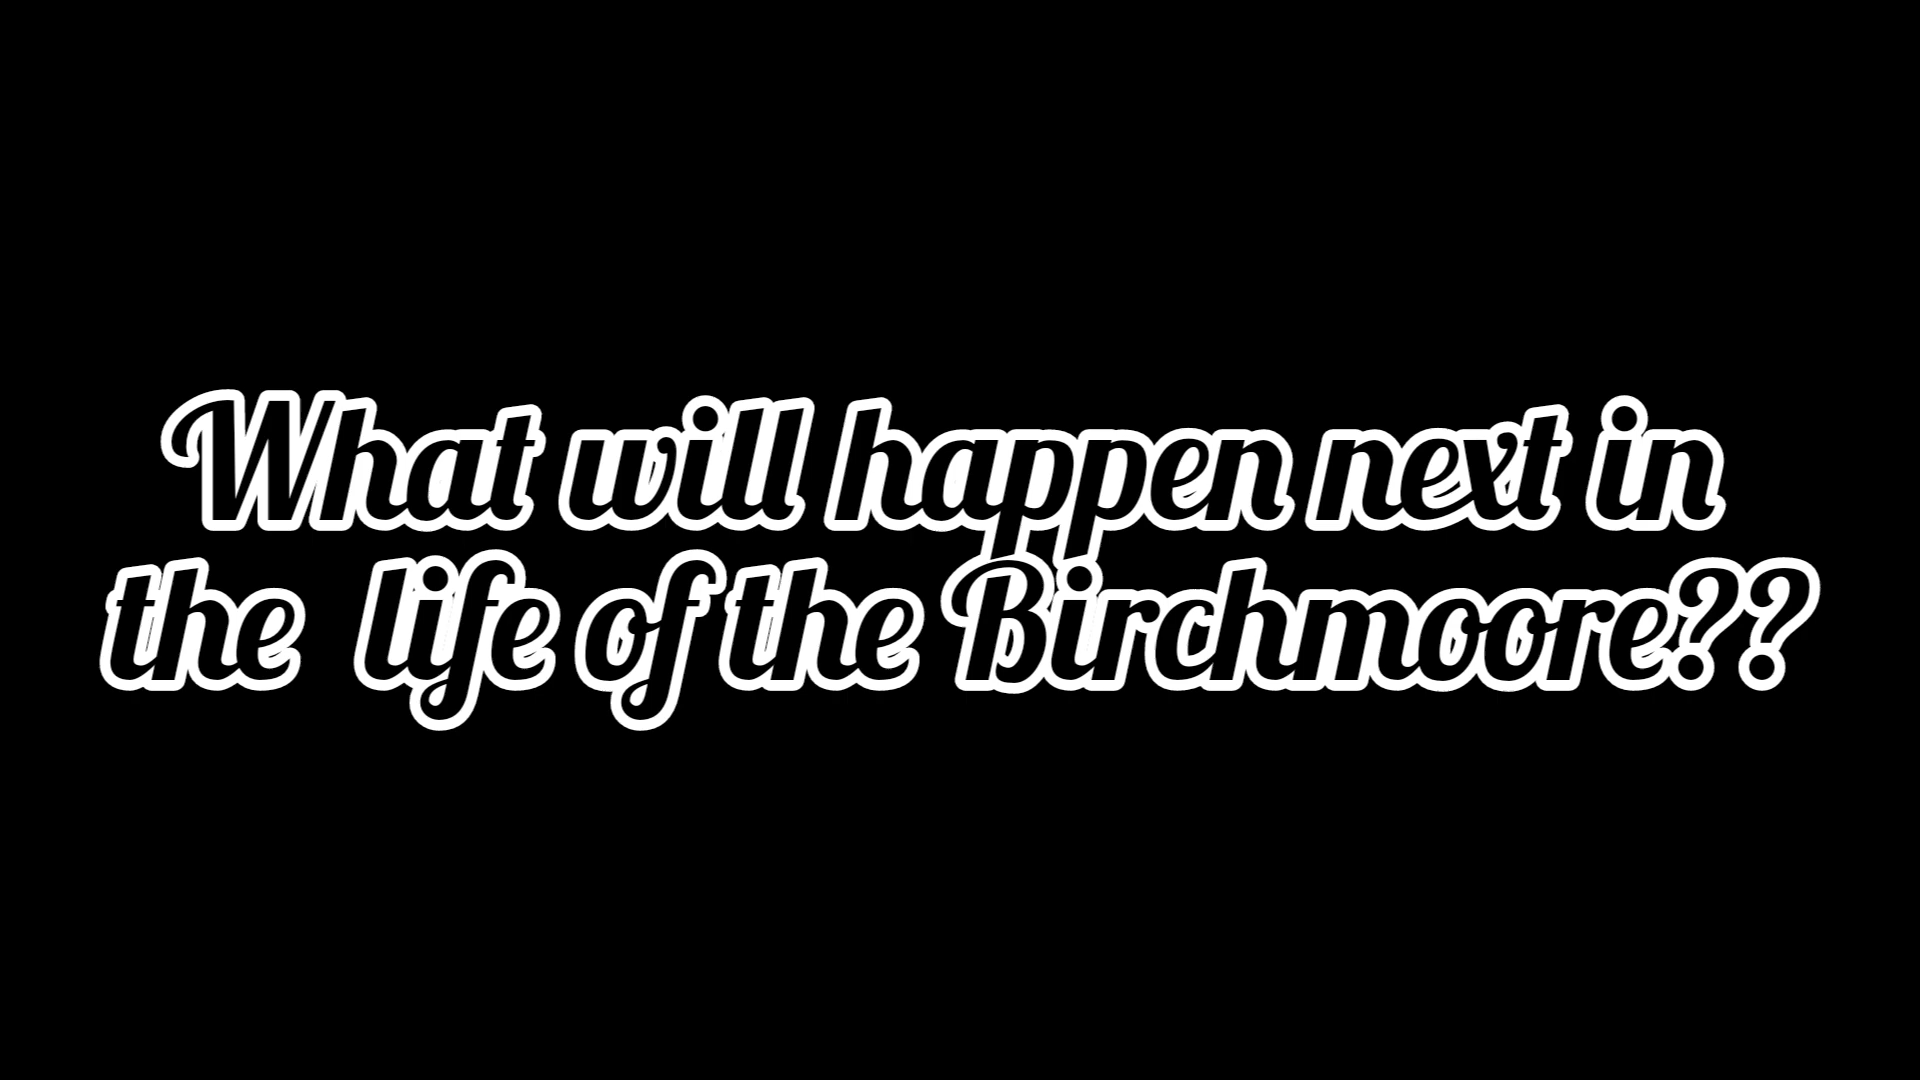 What will happen next in
the  life of the Birchmoore??